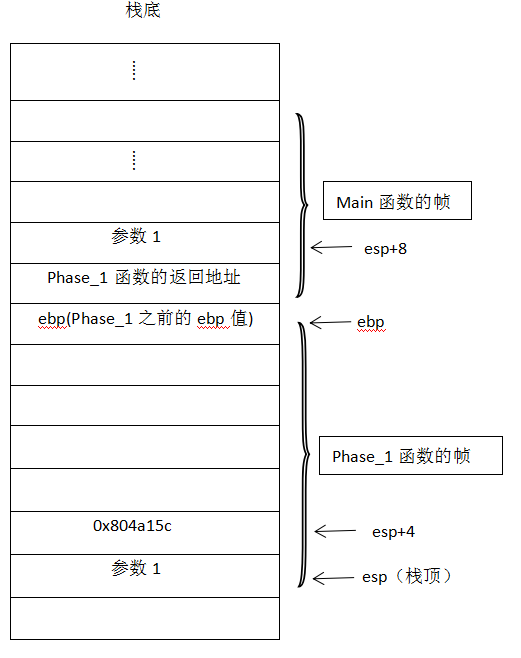 栈底
⋮
⋮
Main 函数的帧
参数 1
esp+8
Phase_1 函数的返回地址
ebp(Phase_1 之前的 ebp 值)
ebp
Phase_1 函数的帧
0x804a15c
esp+4
参数 1
esp（栈顶）